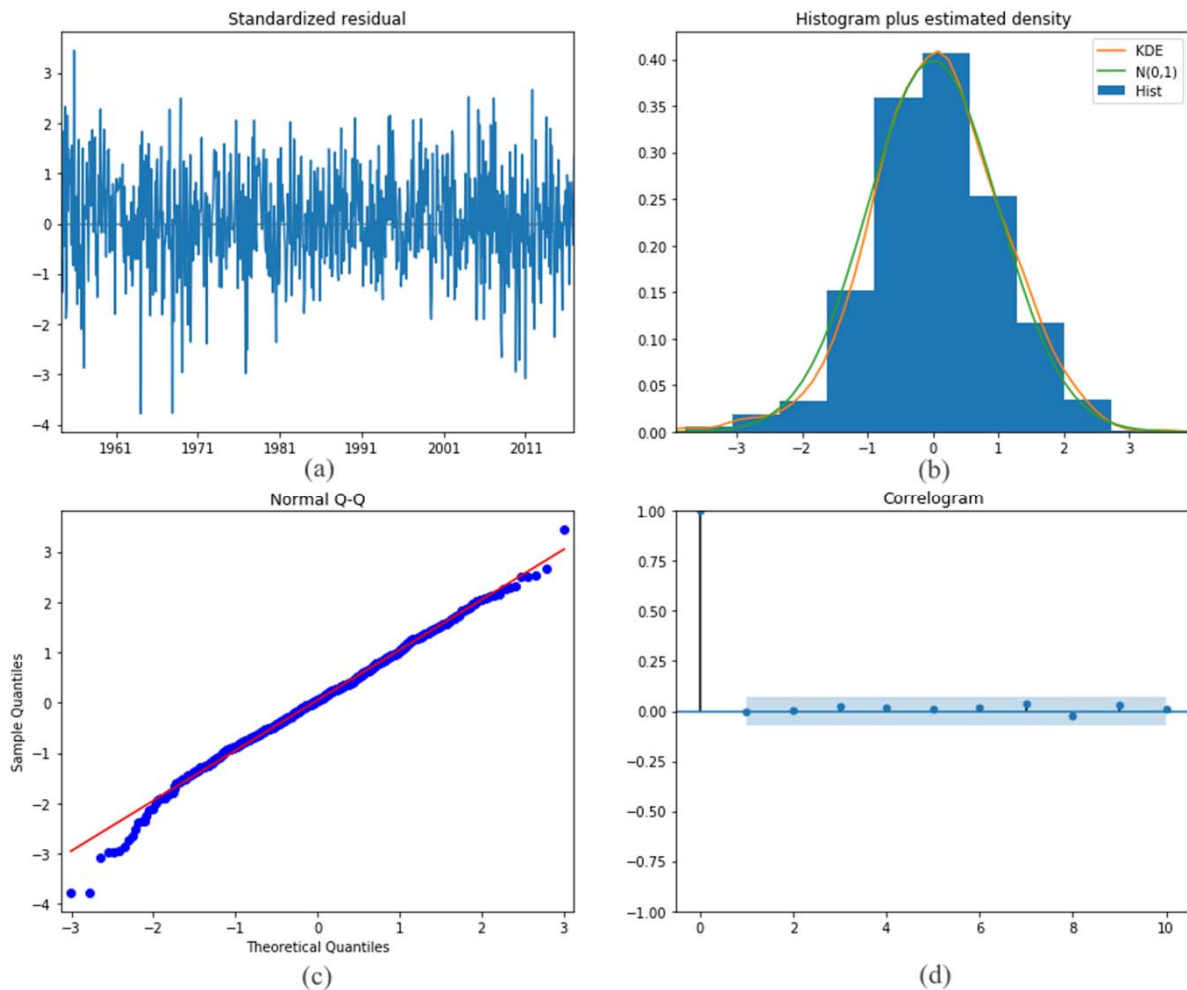 Standardized residual
3
2
1
0
−1
−2
−3
−4
1961 1971 1981 1991 2001 2011
(a)
Histogram plus estimated density
KDE
N(0,1)
Hist
0.40
0.35
0.30
0.25
0.20
0.15
0.10
0.05
0.00
−3 −2 −1 0 1 2 3
(b)
Normal Q-Q
Sample Quantiles
3
2
1
0
−1
−2
−3
−4
−3 −2 −1 0 1 2 3
Theoretical Quantiles
(c)
Correlogram
1.00
0.75
0.50
0.25
0.00
−0.25
−0.50
−0.75
−1.00
0 2 4 6 8 10
(d)